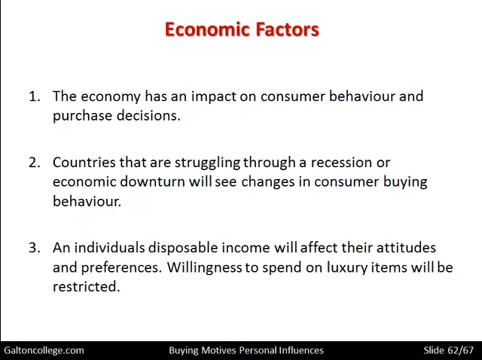 Economic Factors
1. The economy has an impact on consumer behaviour and
purchase decisions.
2. Countries that are struggling through a recession or
economic downturn will see changes in consumer buying
behaviour.
3. An individuals disposable income will affect their attitudes
and preferences. Willingness to spend on luxury items will be
restricted.
Galtoncollege.com Buying Motives Personal Influences Slide 62/67